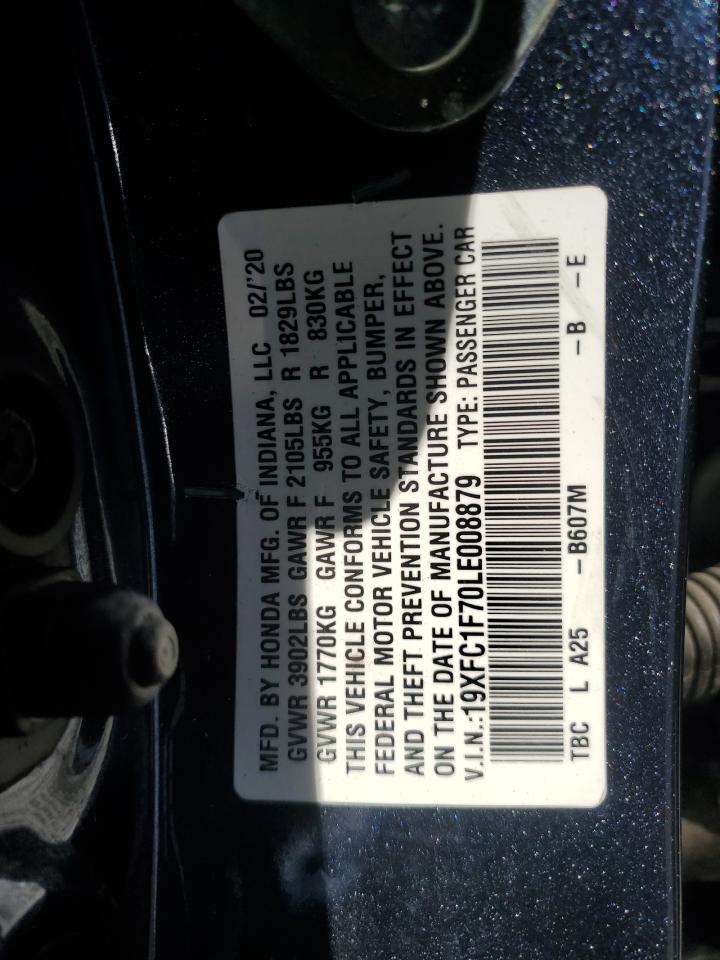 MFD. BY HONDA MFG. OF INDIANA, LLC 02/'20
GVWR 3902LBS GAWR F 2105LBS R 1829LBS
GVWR 1770KG GAWR F 955KG R 830KG
THIS VEHICLE CONFORMS TO ALL APPLICABLE
FEDERAL MOTOR VEHICLE SAFETY, BUMPER,
AND THEFT PREVENTION STANDARDS IN EFFECT
ON THE DATE OF MANUFACTURE SHOWN ABOVE.
V.I.N.:19XFC1F70LE008879 TYPE: PASSENGER CAR
TBC L A25 -B607M -B -E